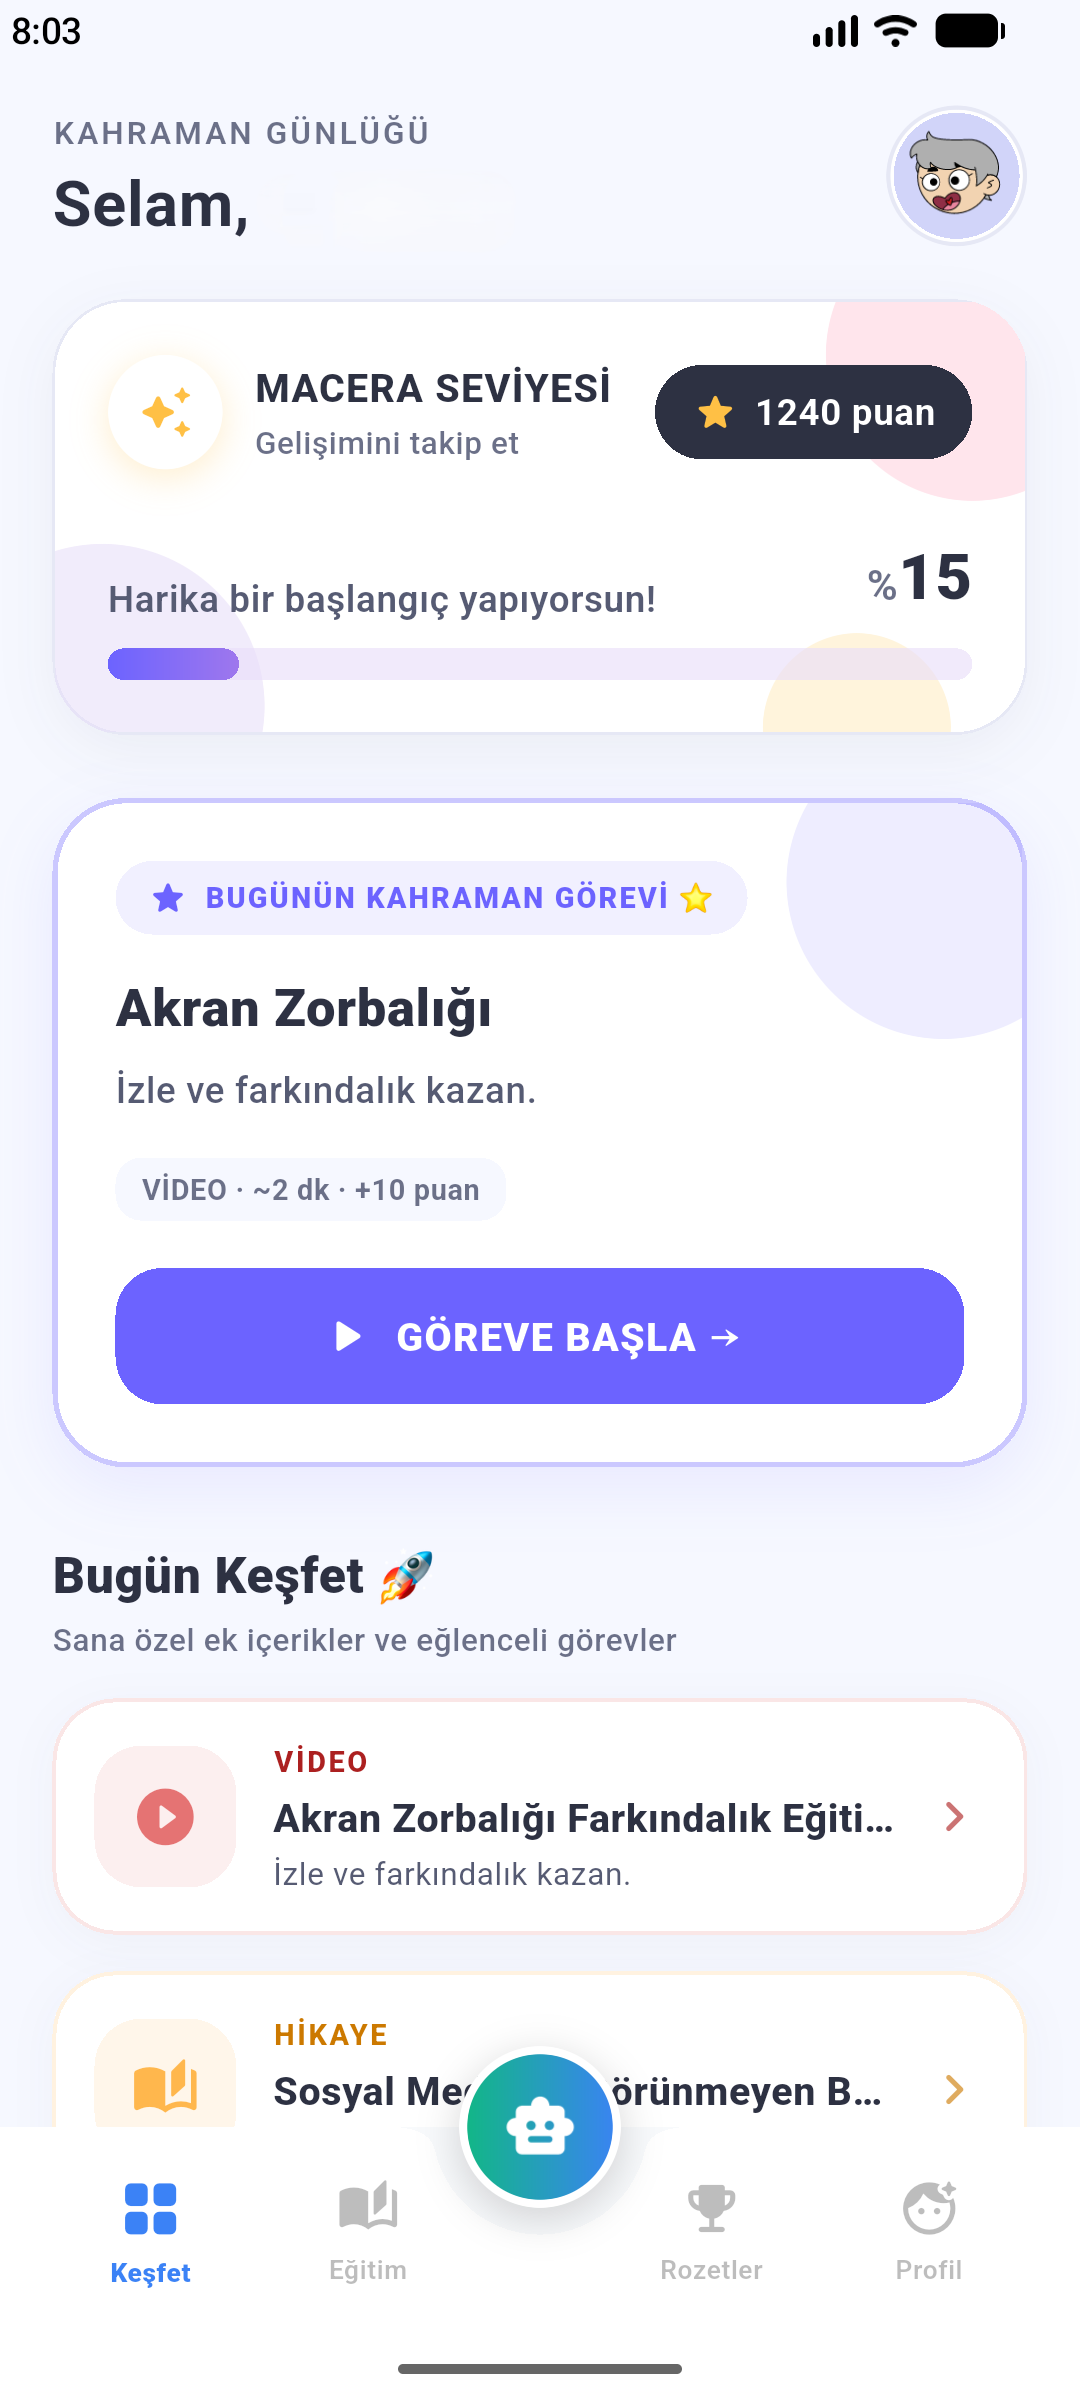 8:03
KAHRAMAN GÜNLÜĞÜ
Selam,
MACERA SEVİYESİ
Gelişimini takip et
1240 puan
Harika bir başlangıç yapıyorsun!
%15
BUGÜNÜN KAHRAMAN GÖREVİ ⭐
Akran Zorbalığı
İzle ve farkındalık kazan.
VİDEO · ~2 dk · +10 puan
GÖREVE BAŞLA →
Bugün Keşfet 🚀
Sana özel ek içerikler ve eğlenceli görevler
VİDEO
Akran Zorbalığı Farkındalık Eğiti…
İzle ve farkındalık kazan.
HİKAYE
Sosyal B…
Keşfet
Eğitim
Rozetler
Profil